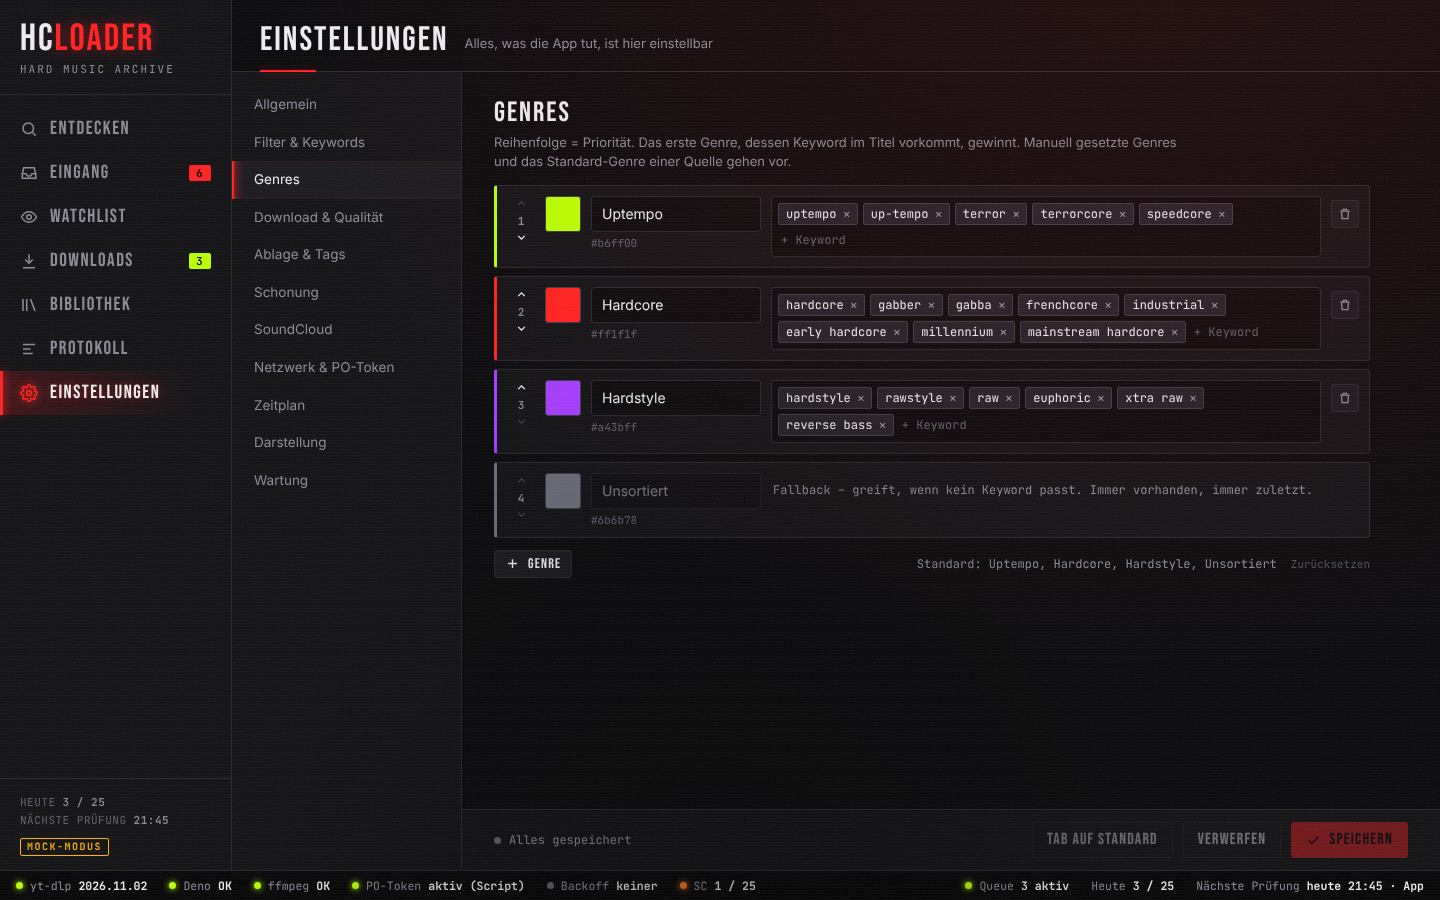 HCLOADER
HARD MUSIC ARCHIVE
ENTDECKEN
EINGANG 6
WATCHLIST
DOWNLOADS 3
BIBLIOTHEK
PROTOKOLL
EINSTELLUNGEN
HEUTE 3 / 25
NÄCHSTE PRÜFUNG 21:45
MOCK-MODUS
EINSTELLUNGEN Alles, was die App tut, ist hier einstellbar
Allgemein
Filter & Keywords
Genres
Download & Qualität
Ablage & Tags
Schonung
SoundCloud
Netzwerk & PO-Token
Zeitplan
Darstellung
Wartung
GENRES
Reihenfolge = Priorität. Das erste Genre, dessen Keyword im Titel vorkommt, gewinnt. Manuell gesetzte Genres
und das Standard-Genre einer Quelle gehen vor.
1 Uptempo uptempo × up-tempo × terror × terrorcore × speedcore ×
#b6ff00 + Keyword
2 Hardcore hardcore × gabber × gabba × frenchcore × industrial ×
#ff1f1f early hardcore × millennium × mainstream hardcore × + Keyword
3 Hardstyle hardstyle × rawstyle × raw × euphoric × xtra raw ×
#a43bff reverse bass × + Keyword
4 Unsortiert Fallback – greift, wenn kein Keyword passt. Immer vorhanden, immer zuletzt.
#6b6b78
+ GENRE Standard: Uptempo, Hardcore, Hardstyle, Unsortiert Zurücksetzen
Alles gespeichert TAB AUF STANDARD VERWERFEN SPEICHERN
yt-dlp 2026.11.02 Deno OK ffmpeg OK PO-Token aktiv (Script) Backoff keiner SC 1 / 25 Queue 3 aktiv Heute 3 / 25 Nächste Prüfung heute 21:45 · App